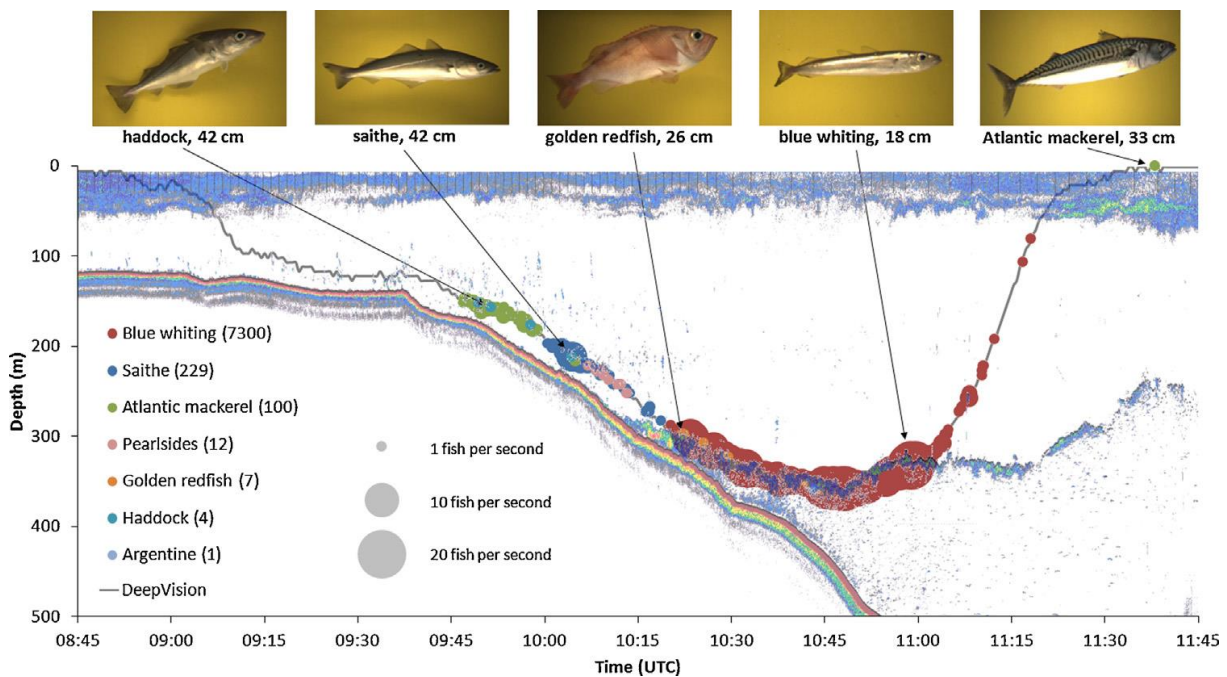 haddock, 42 cm
saithe, 42 cm
golden redfish, 26 cm
blue whiting, 18 cm
Atlantic mackerel, 33 cm
0
100
200
300
400
500
Depth (m)
Blue whiting (7300)
Saithe (229)
Atlantic mackerel (100)
Pearlsides (12)
Golden redfish (7)
Haddock (4)
Argentine (1)
DeepVision
1 fish per second
10 fish per second
20 fish per second
08:45 09:00 09:15 09:30 09:45 10:00 10:15 10:30 10:45 11:00 11:15 11:30 11:45
Time (UTC)